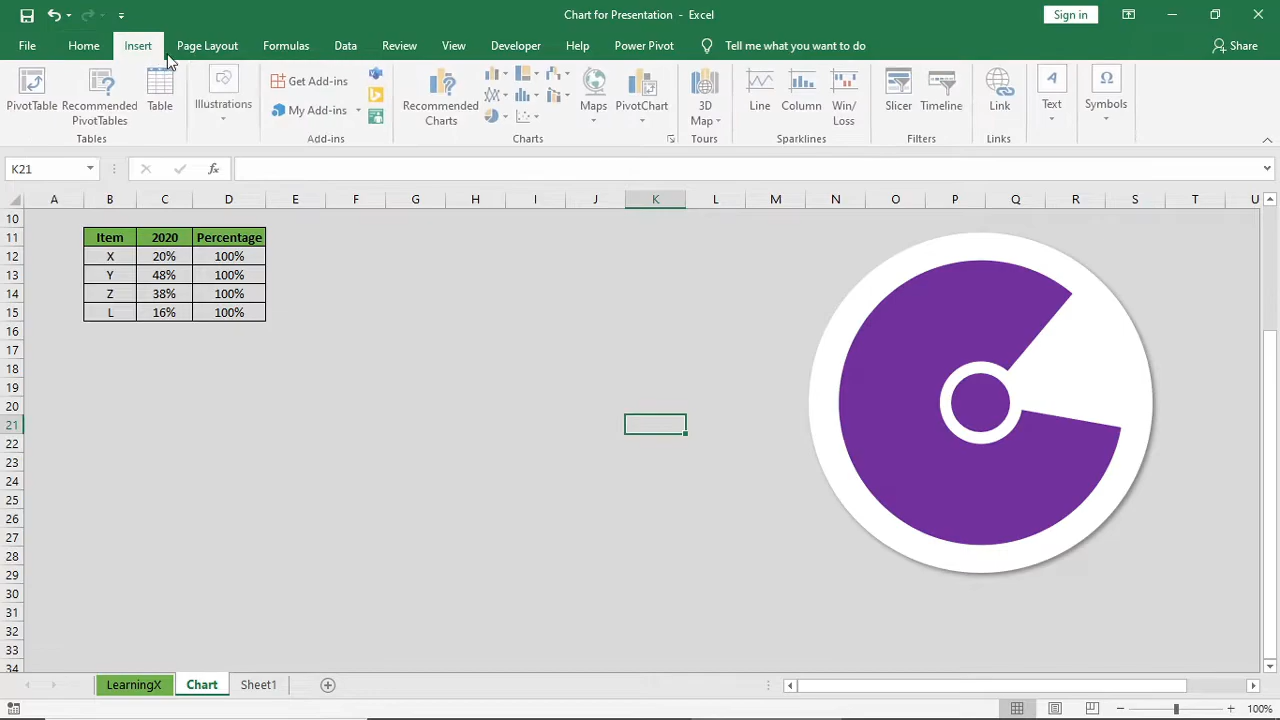 Chart for Presentation - Excel
Sign in
File Home Insert Page Layout Formulas Data Review View Developer Help Power Pivot Tell me what you want to do Share
PivotTable Recommended PivotTables Table Illustrations Get Add-ins My Add-ins Recommended Charts Maps PivotChart 3D Map Line Column Win/Loss Slicer Timeline Link Text Symbols
Tables Add-ins Charts Tours Sparklines Filters Links
K21 fx
A B C D E F G H I J K L M N O P Q R S T U
10
11 Item 2020 Percentage
12 X 20% 100%
13 Y 48% 100%
14 Z 38% 100%
15 L 16% 100%
16
17
18
19
20
21
22
23
24
25
26
27
28
29
30
31
32
33
34
LearningX Chart Sheet1
100%